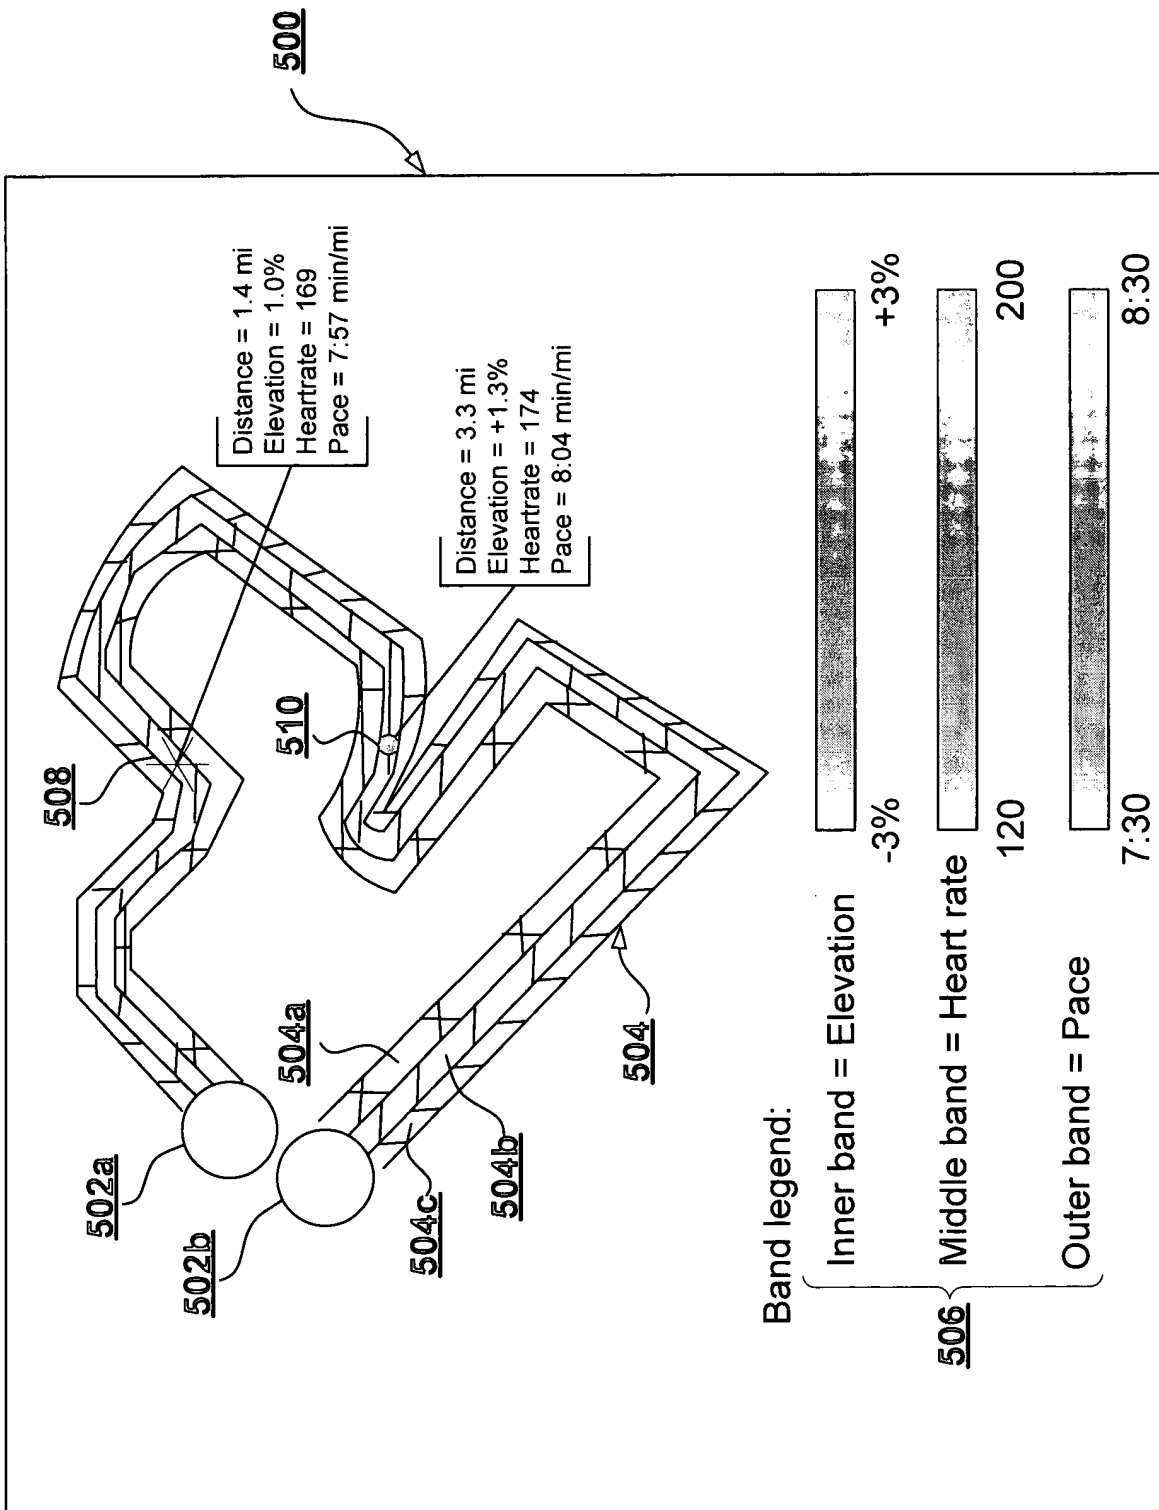 500
502a
508
Distance = 1.4 mi
Elevation = 1.0%
Heartrate = 169
Pace = 7:57 min/mi
502b
504a
510
504c
504b
Distance = 3.3 mi
Elevation = +1.3%
Heartrate = 174
Pace = 8:04 min/mi
504
Band legend:
Inner band = Elevation
-3%
+3%
506
Middle band = Heart rate
120
200
Outer band = Pace
7:30
8:30